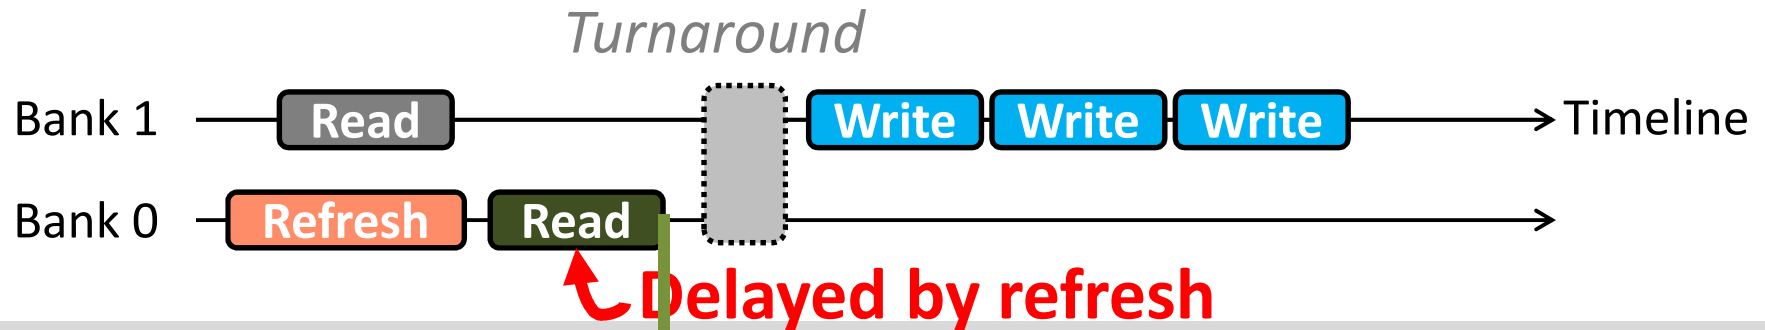 Turnaround
Bank 1 Read Write Write Write Timeline
Bank 0 Refresh Read
Delayed by refresh